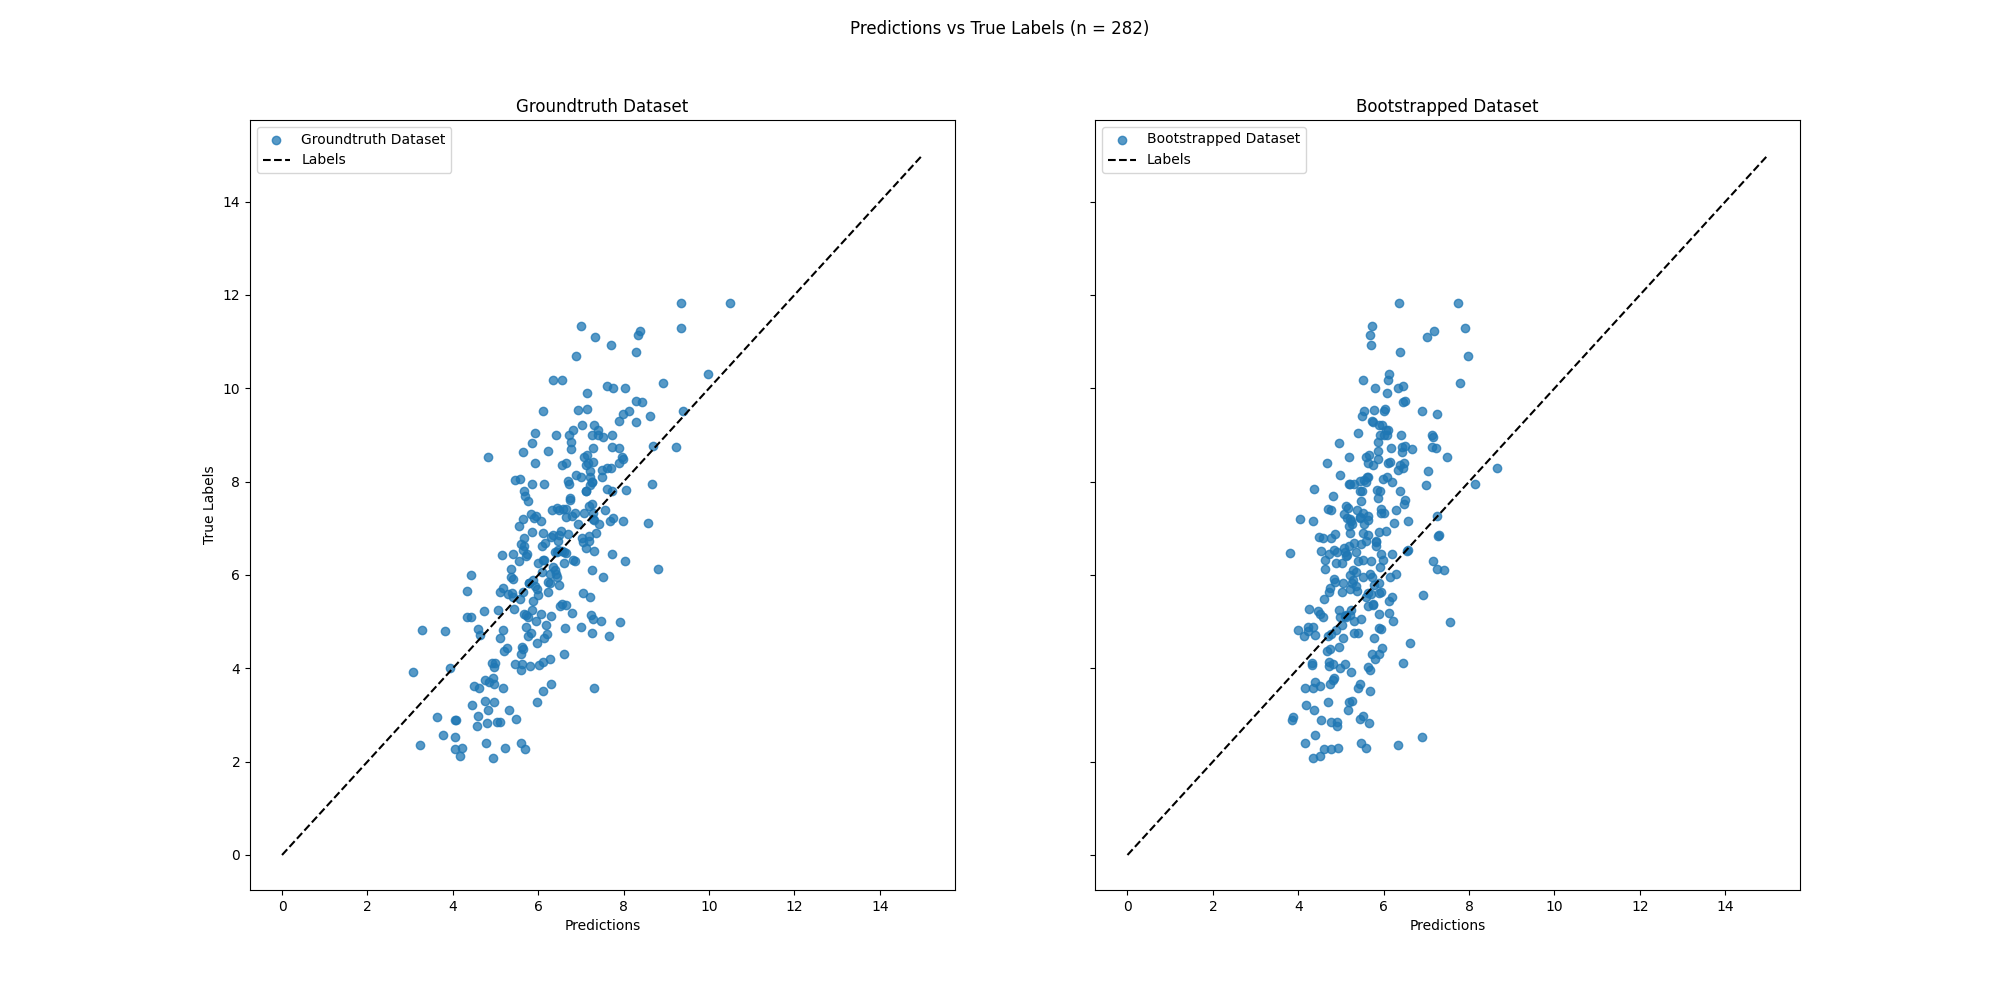 Predictions vs True Labels (n = 282)
Groundtruth Dataset
Groundtruth Dataset
Labels
True Labels
14
12
10
8
6
4
2
0
0 2 4 6 8 10 12 14
Predictions
Bootstrapped Dataset
Bootstrapped Dataset
Labels
0 2 4 6 8 10 12 14
Predictions